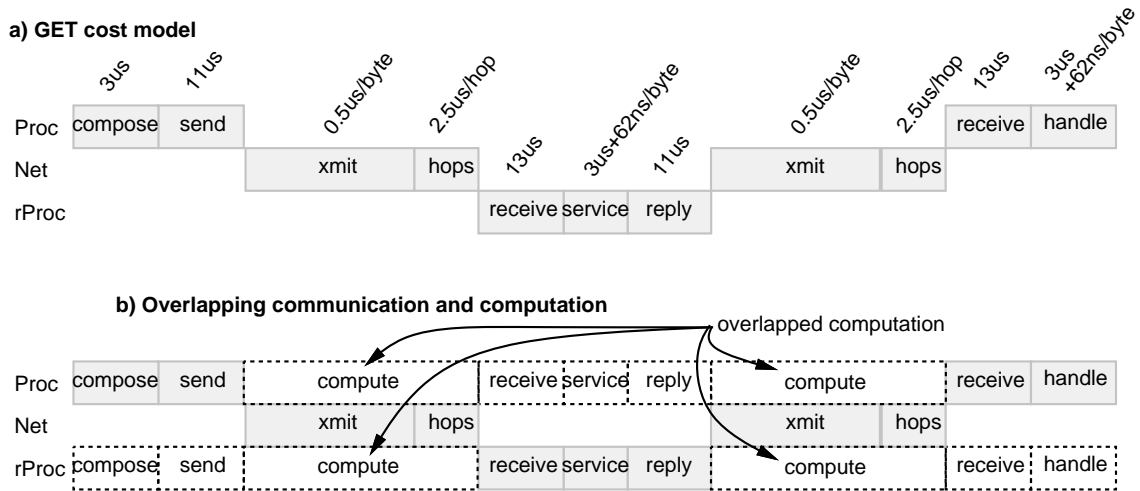 a) GET cost model
3us
11us
0.5us/byte
2.5us/hop
13us
3us+62ns/byte
11us
0.5us/byte
2.5us/hop
13us
3us
+62ns/byte
Proc compose send receive handle
Net xmit hops xmit hops
rProc receive service reply
b) Overlapping communication and computation
overlapped computation
Proc compose send compute receive service reply compute receive handle
Net xmit hops xmit hops
rProc compose send compute receive service reply compute receive handle